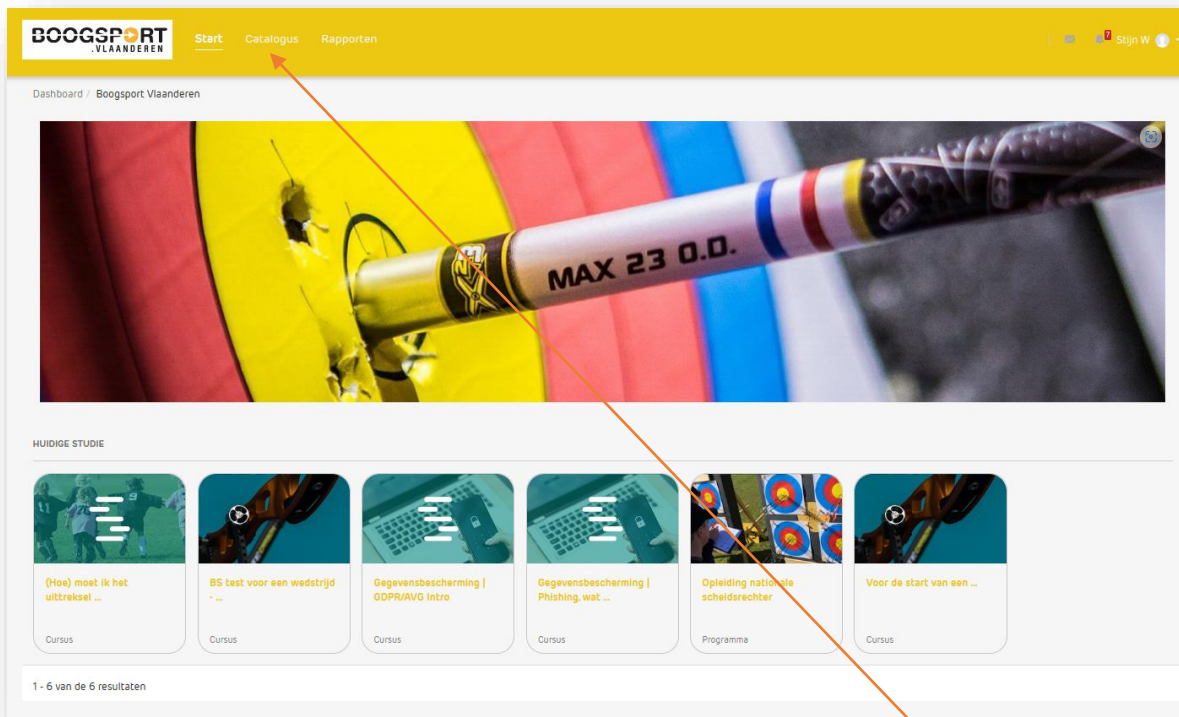 BOOGSPORT
.VLAANDEREN
Start Catalogus Rapporten
7 Stijn W
Dashboard / Boogsport Vlaanderen
X23
MAX 23 O.D.
HUIDIGE STUDIE
(Hoe) moet ik het
uittreksel ...
Cursus
BS test voor een wedstrijd
- ...
Cursus
Gegevensbescherming |
GDPR/AVG Intro
Cursus
Gegevensbescherming |
Phishing, wat ...
Cursus
Opleiding nationale
scheidsrechter
Programma
Voor de start van een ...
Cursus
1 - 6 van de 6 resultaten